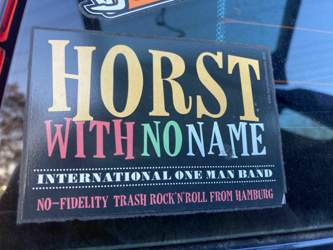 HORST
WITH NO NAME
INTERNATIONAL ONE MAN BAND
NO-FIDELITY TRASH ROCK'N'ROLL FROM HAMBURG